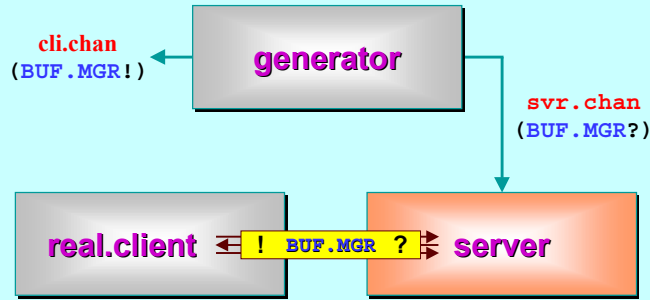 cli.chan
(BUF.MGR!)
generator
svr.chan
(BUF.MGR?)
real.client
! BUF.MGR ?
server